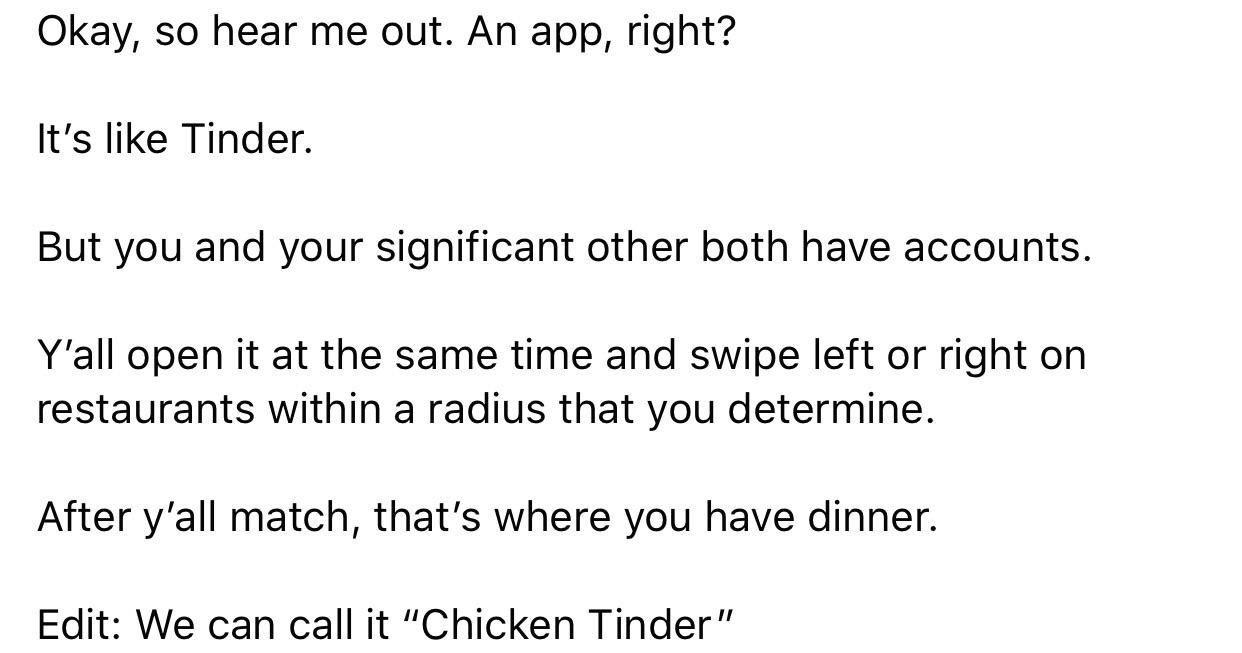 Okay, so hear me out. An app, right?
It’s like Tinder.
But you and your significant other both have accounts.
Y’all open it at the same time and swipe left or right on
restaurants within a radius that you determine.
After y’all match, that’s where you have dinner.
Edit: We can call it “Chicken Tinder”